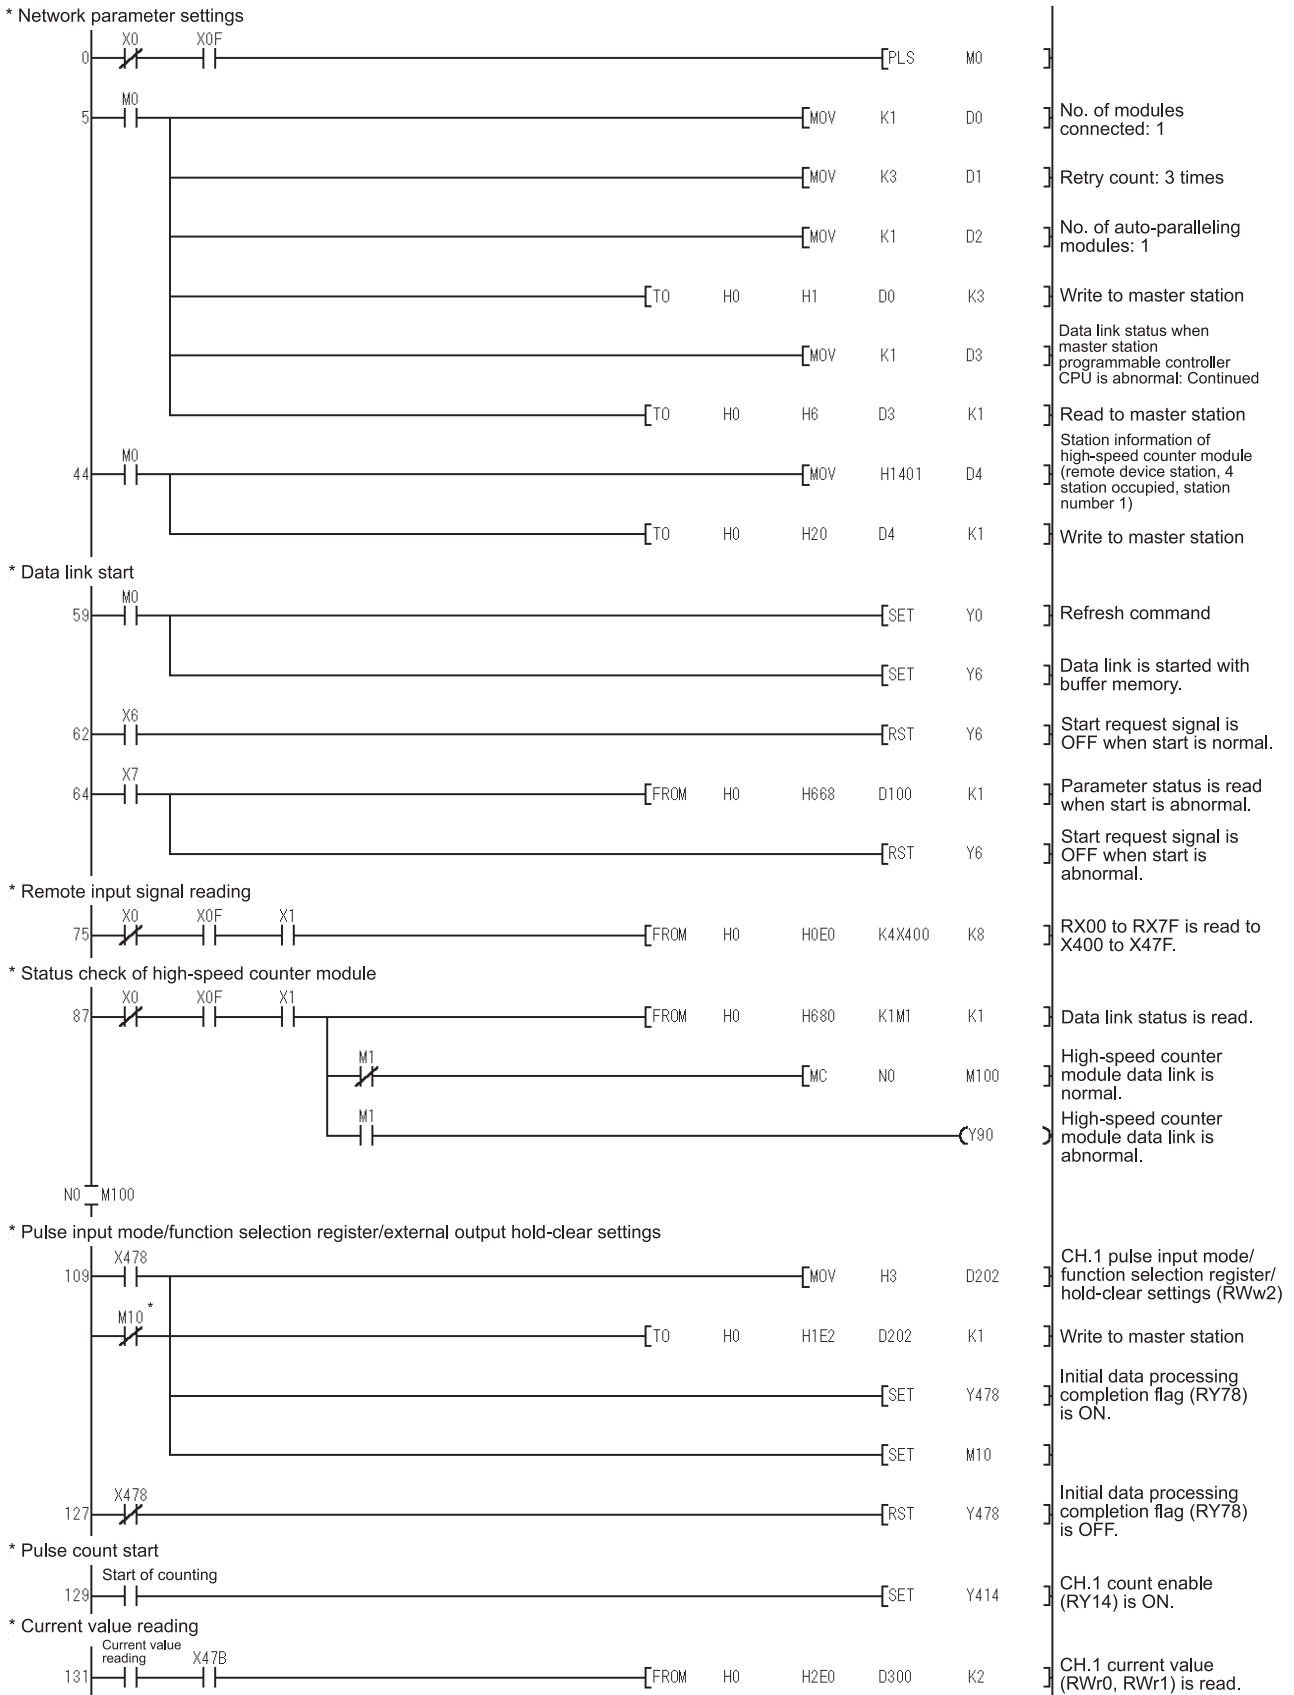 * Network parameter settings
X0 X0F
0 [PLS M0 ]
M0
5 [MOV K1 D0 ] No. of modules
connected: 1
[MOV K3 D1 ] Retry count: 3 times
[MOV K1 D2 ] No. of auto-paralleling
modules: 1
[TO H0 H1 D0 K3 ] Write to master station
[MOV K1 D3 ] Data link status when
master station
programmable controller
CPU is abnormal: Continued
[TO H0 H6 D3 K1 ] Read to master station
M0
44 [MOV H1401 D4 ] Station information of
high-speed counter module
(remote device station, 4
station occupied, station
number 1)
[TO H0 H20 D4 K1 ] Write to master station
* Data link start
M0
59 [SET Y0 ] Refresh command
[SET Y6 ] Data link is started with
buffer memory.
X6
62 [RST Y6 ] Start request signal is
OFF when start is normal.
X7
64 [FROM H0 H668 D100 K1 ] Parameter status is read
when start is abnormal.
[RST Y6 ] Start request signal is
OFF when start is
abnormal.
* Remote input signal reading
X0 X0F X1
75 [FROM H0 H0E0 K4X400 K8 ] RX00 to RX7F is read to
X400 to X47F.
* Status check of high-speed counter module
X0 X0F X1
87 [FROM H0 H680 K1M1 K1 ] Data link status is read.
M1
[MC N0 M100 ] High-speed counter
module data link is
normal.
M1
(Y90 ) High-speed counter
module data link is
abnormal.
N0 M100
* Pulse input mode/function selection register/external output hold-clear settings
X478
109 [MOV H3 D202 ] CH.1 pulse input mode/
function selection register/
hold-clear settings (RWw2)
M10 *
[TO H0 H1E2 D202 K1 ] Write to master station
[SET Y478 ] Initial data processing
completion flag (RY78)
is ON.
[SET M10 ]
X478
127 [RST Y478 ] Initial data processing
completion flag (RY78)
is OFF.
* Pulse count start
Start of counting
129 [SET Y414 ] CH.1 count enable
(RY14) is ON.
* Current value reading
Current value
reading X47B
131 [FROM H0 H2E0 D300 K2 ] CH.1 current value
(RWr0, RWr1) is read.